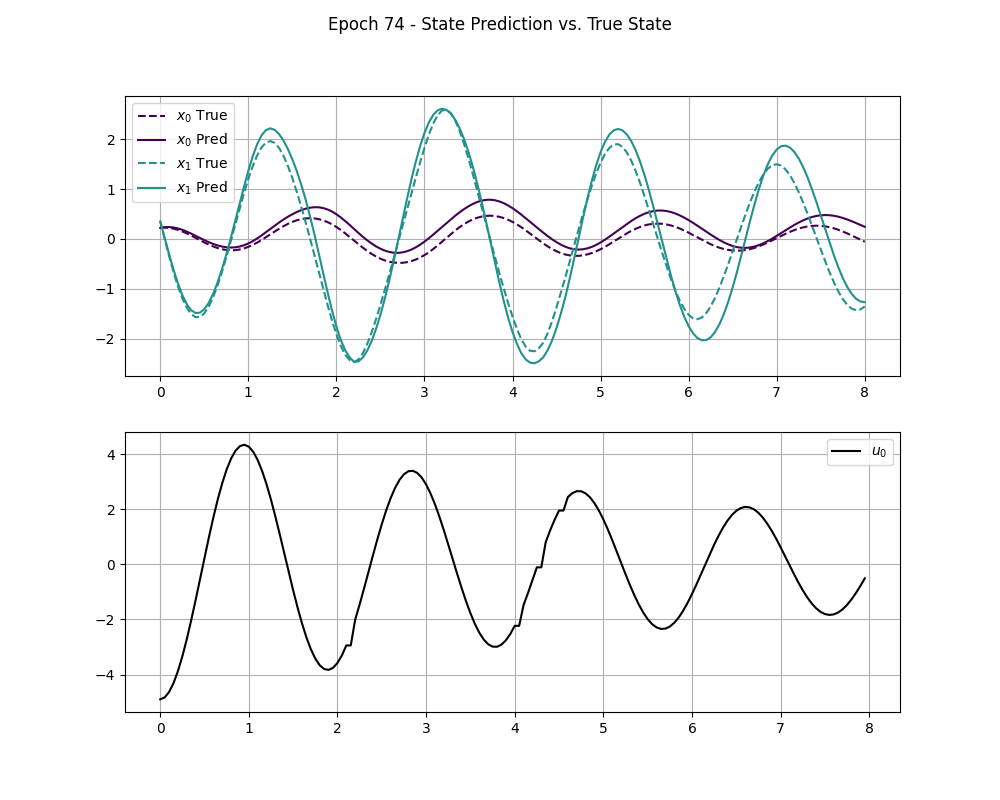 Epoch 74 - State Prediction vs. True State
x₀ True
x₀ Pred
x₁ True
x₁ Pred
2
1
0
−1
−2
0 1 2 3 4 5 6 7 8
u₀
4
2
0
−2
−4
0 1 2 3 4 5 6 7 8